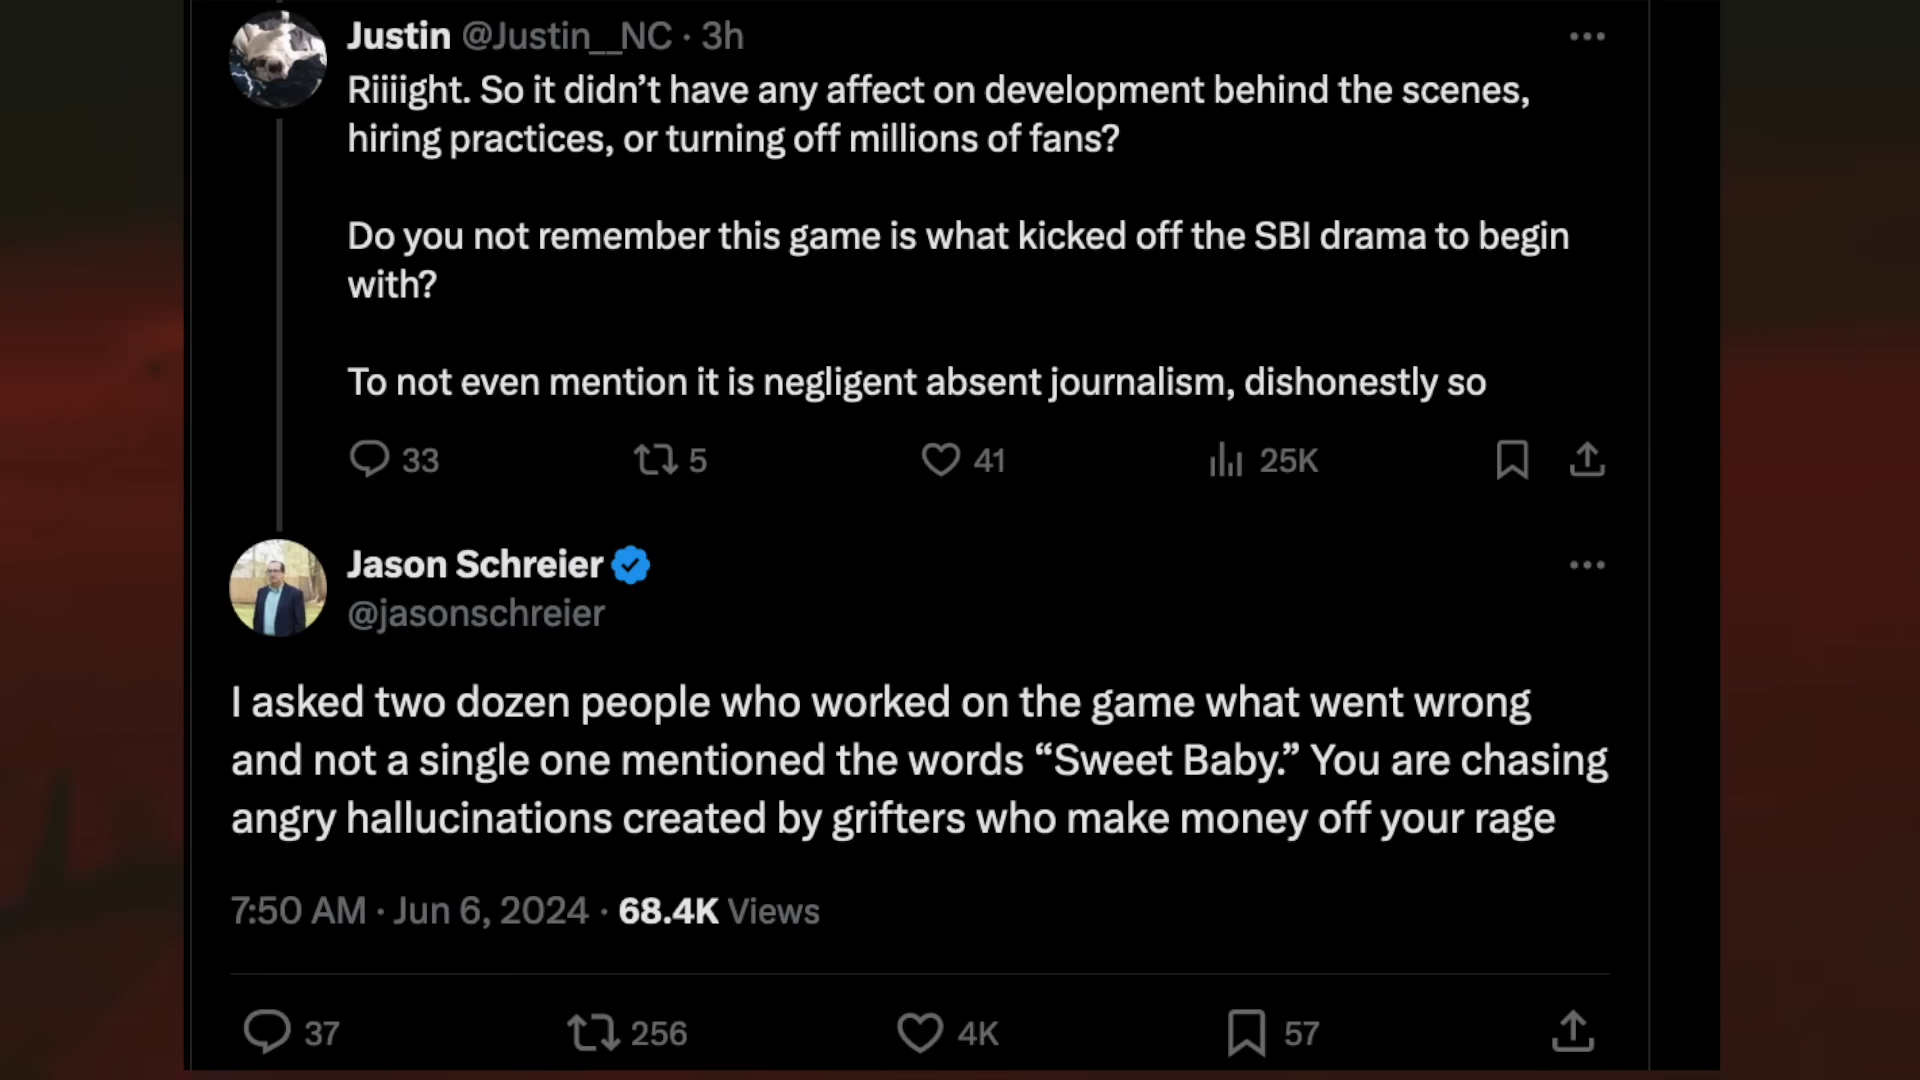 Justin @Justin__NC · 3h
Riiiight. So it didn’t have any affect on development behind the scenes,
hiring practices, or turning off millions of fans?
Do you not remember this game is what kicked off the SBI drama to begin
with?
To not even mention it is negligent absent journalism, dishonestly so
33 5 41 25K
Jason Schreier
@jasonschreier
I asked two dozen people who worked on the game what went wrong
and not a single one mentioned the words “Sweet Baby.” You are chasing
angry hallucinations created by grifters who make money off your rage
7:50 AM · Jun 6, 2024 · 68.4K Views
37 256 4K 57